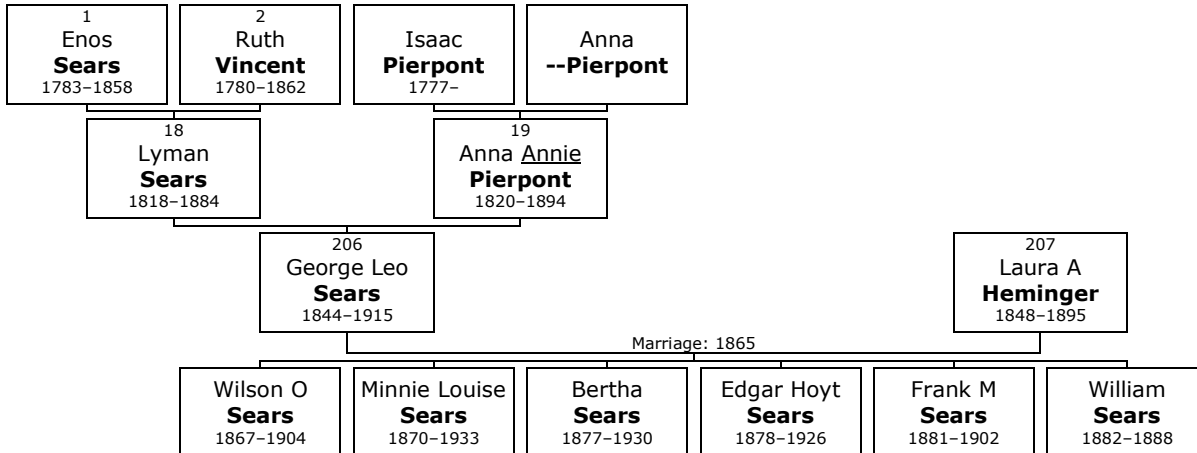 1
Enos
Sears
1783–1858
2
Ruth
Vincent
1780–1862
Isaac
Pierpont
1777–
Anna
--Pierpont
18
Lyman
Sears
1818–1884
19
Anna Annie
Pierpont
1820–1894
206
George Leo
Sears
1844–1915
207
Laura A
Heminger
1848–1895
Marriage: 1865
Wilson O
Sears
1867–1904
Minnie Louise
Sears
1870–1933
Bertha
Sears
1877–1930
Edgar Hoyt
Sears
1878–1926
Frank M
Sears
1881–1902
William
Sears
1882–1888